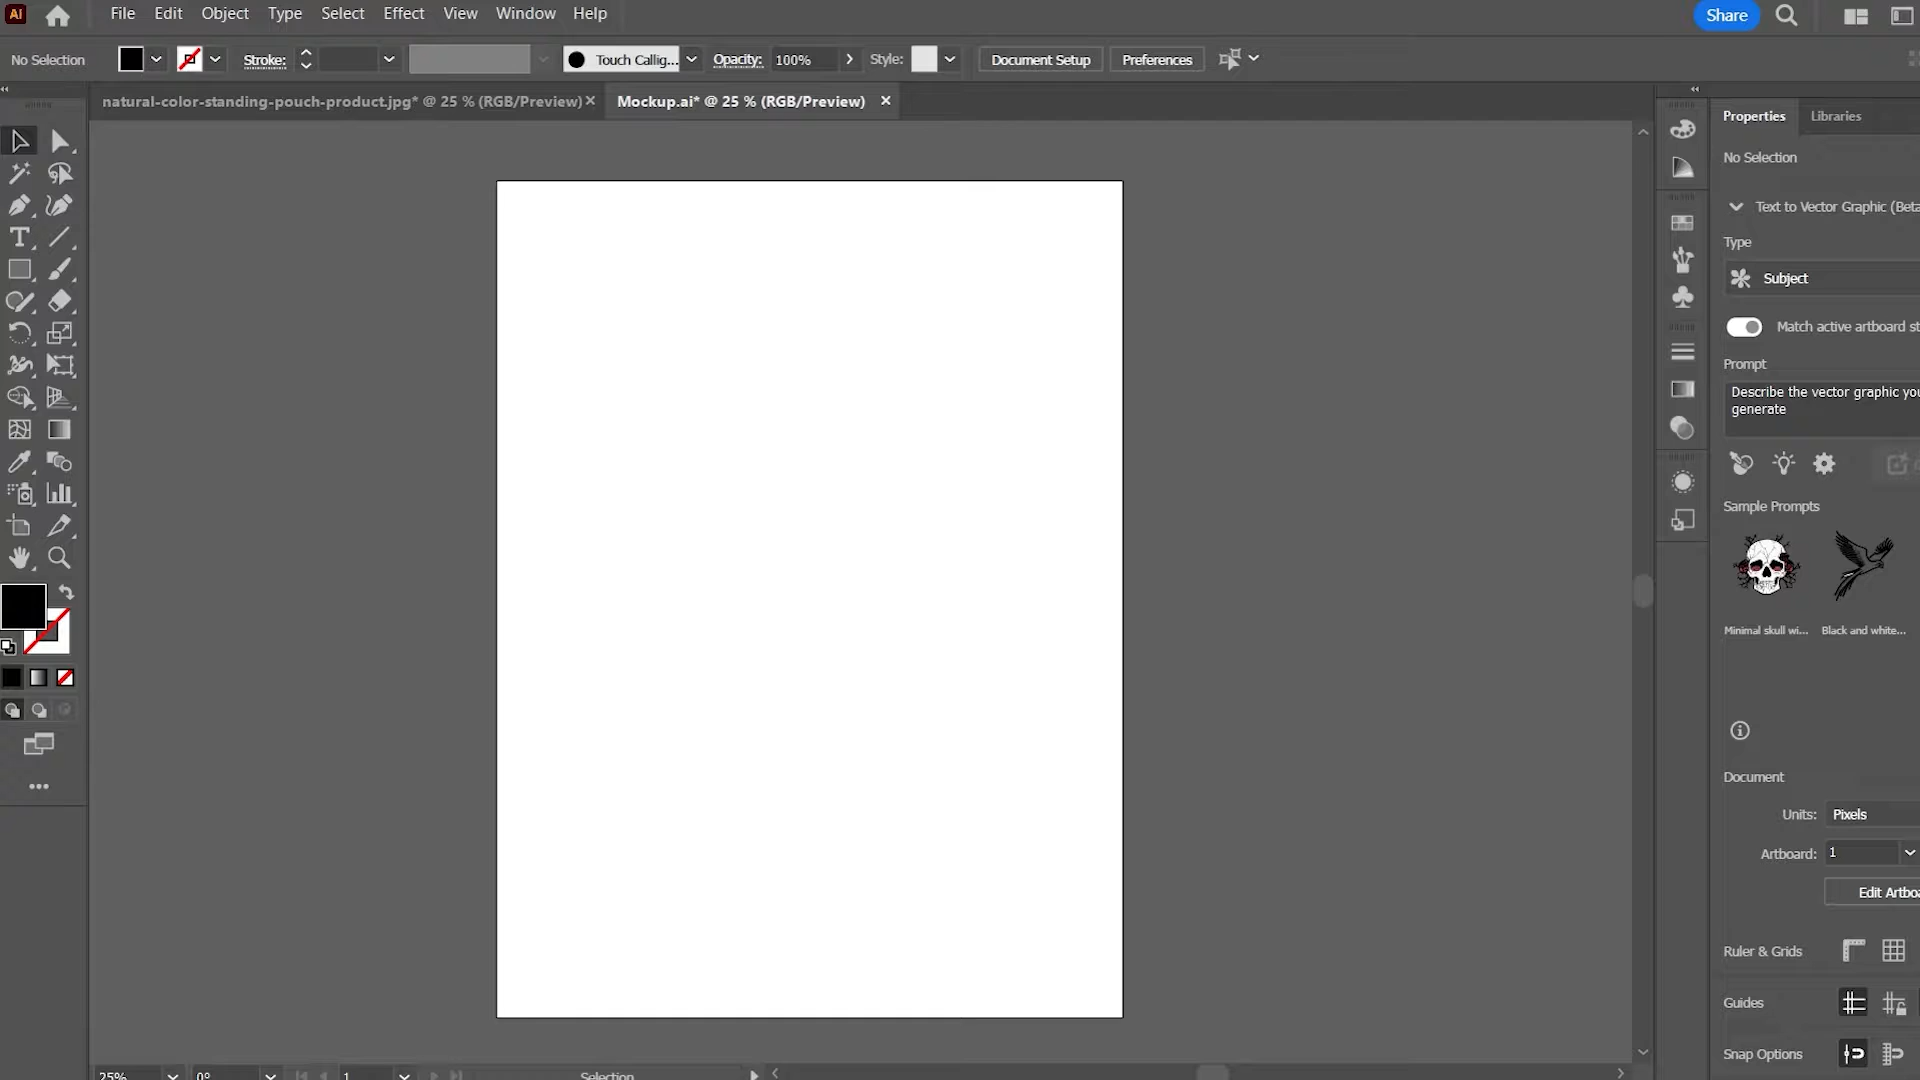 Ai
File Edit Object Type Select Effect View Window Help
Share
No Selection
Stroke:
Touch Callig...
Opacity: 100%
Style:
Document Setup
Preferences
natural-color-standing-pouch-product.jpg* @ 25 % (RGB/Preview)
Mockup.ai* @ 25 % (RGB/Preview)
Properties Libraries
No Selection
Text to Vector Graphic (Beta
Type
Subject
Match active artboard st
Prompt
Describe the vector graphic you
generate
Sample Prompts
Minimal skull wi... Black and white...
Document
Units: Pixels
Artboard: 1
Edit Artboa
Ruler & Grids
Guides
Snap Options
25% 0° 1 Selection